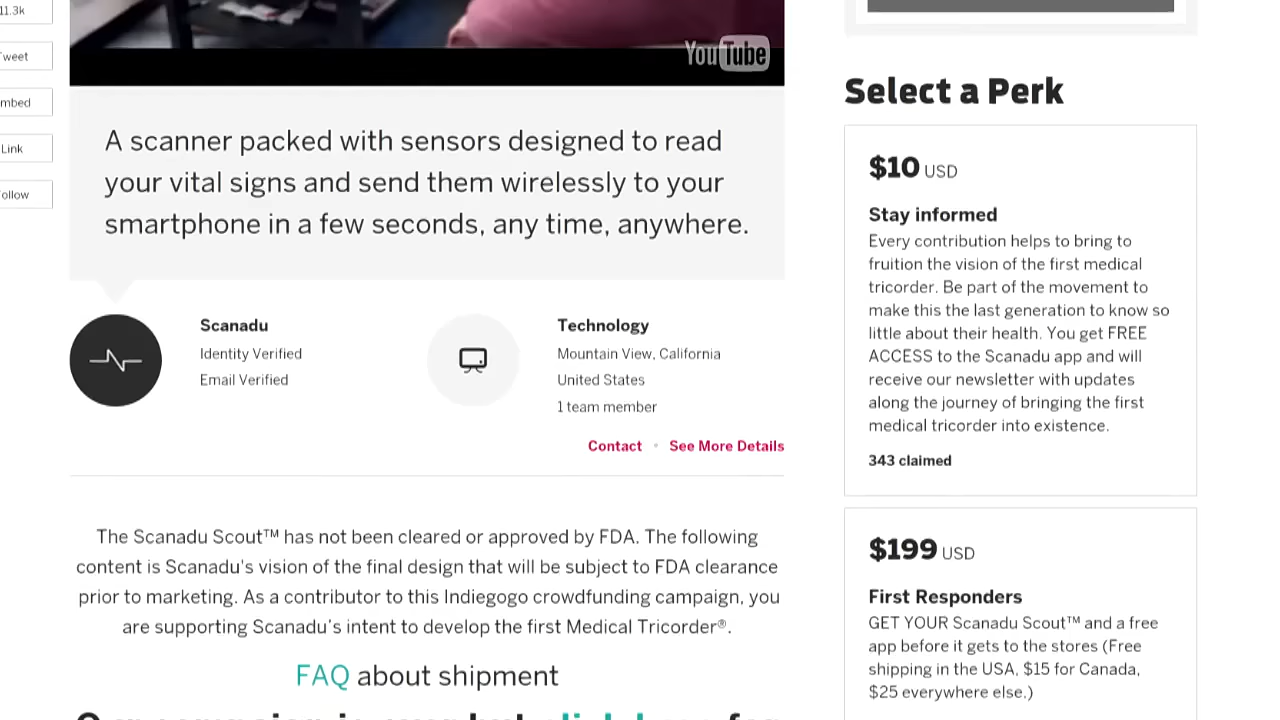 11.3k
Tweet
Embed
Link
Follow
YouTube
A scanner packed with sensors designed to read
your vital signs and send them wirelessly to your
smartphone in a few seconds, any time, anywhere.
Scanadu
Identity Verified
Email Verified
Technology
Mountain View, California
United States
1 team member
Contact • See More Details
The Scanadu Scout™ has not been cleared or approved by FDA. The following
content is Scanadu's vision of the final design that will be subject to FDA clearance
prior to marketing. As a contributor to this Indiegogo crowdfunding campaign, you
are supporting Scanadu's intent to develop the first Medical Tricorder®.
FAQ about shipment
Select a Perk
$10 USD
Stay informed
Every contribution helps to bring to
fruition the vision of the first medical
tricorder. Be part of the movement to
make this the last generation to know so
little about their health. You get FREE
ACCESS to the Scanadu app and will
receive our newsletter with updates
along the journey of bringing the first
medical tricorder into existence.
343 claimed
$199 USD
First Responders
GET YOUR Scanadu Scout™ and a free
app before it gets to the stores (Free
shipping in the USA, $15 for Canada,
$25 everywhere else.)